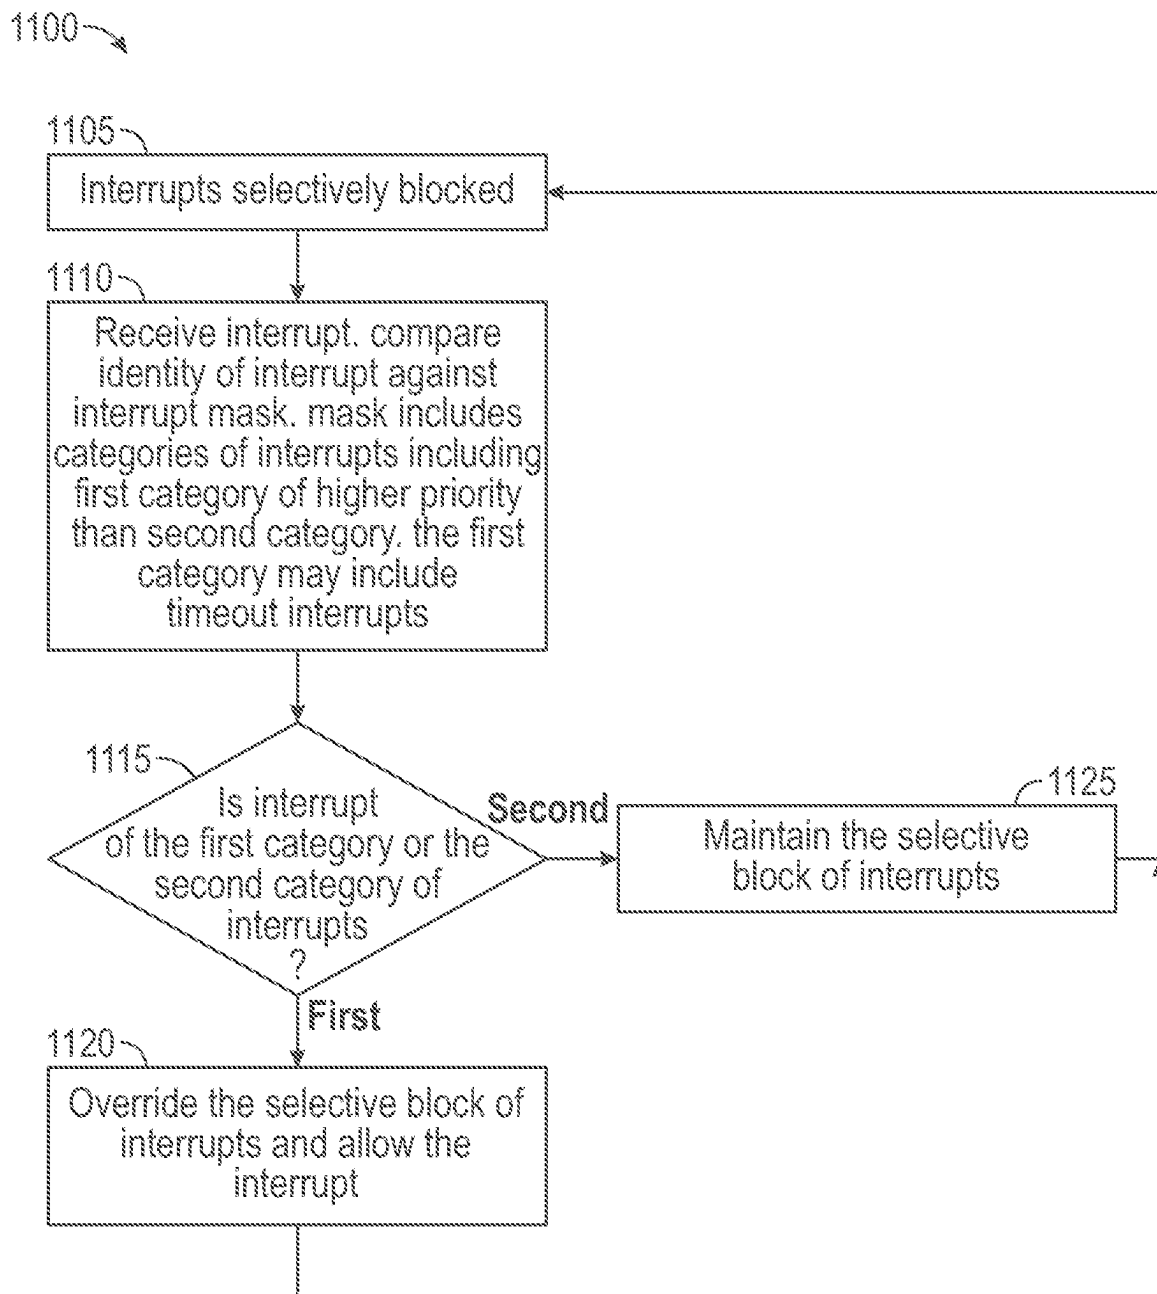 1100
1105
Interrupts selectively blocked
1110
Receive interrupt. compare
identity of interrupt against
interrupt mask. mask includes
categories of interrupts including
first category of higher priority
than second category. the first
category may include
timeout interrupts
1115
Is interrupt
of the first category or the
second category of
interrupts
?
Second
1125
Maintain the selective
block of interrupts
First
1120
Override the selective block of
interrupts and allow the
interrupt